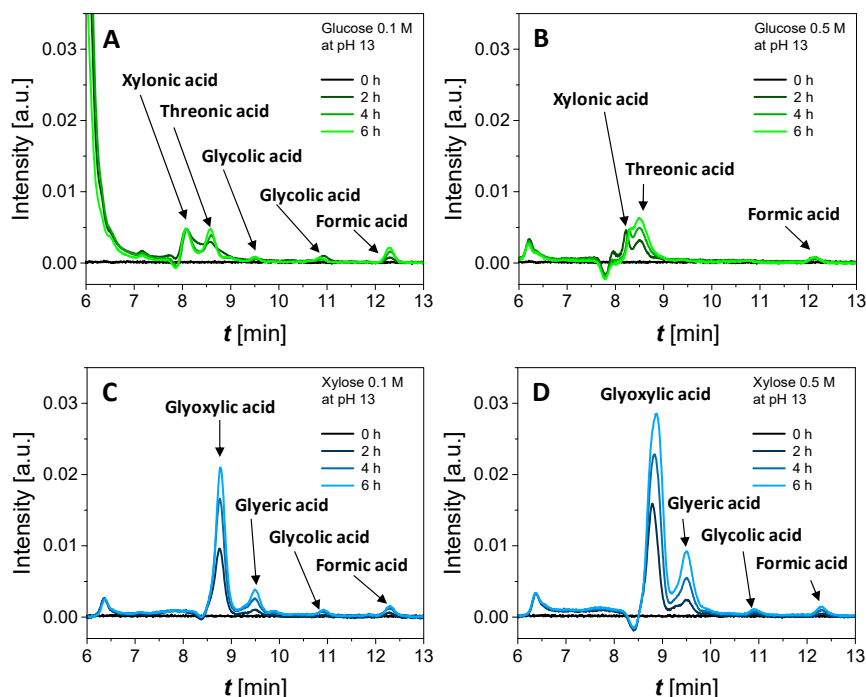 A
Glucose 0.1 M
at pH 13
0 h
2 h
4 h
6 h
Xylonic acid
Threonic acid
Glycolic acid
Glycolic acid
Formic acid
Intensity [a.u.]
0.03
0.02
0.01
0.00
6 7 8 9 10 11 12 13
t [min]
B
Glucose 0.5 M
at pH 13
0 h
2 h
4 h
6 h
Xylonic acid
Threonic acid
Formic acid
Intensity [a.u.]
0.03
0.02
0.01
0.00
6 7 8 9 10 11 12 13
t [min]
C
Xylose 0.1 M
at pH 13
0 h
2 h
4 h
6 h
Glyoxylic acid
Glyeric acid
Glycolic acid
Formic acid
Intensity [a.u.]
0.03
0.02
0.01
0.00
6 7 8 9 10 11 12 13
t [min]
D
Xylose 0.5 M
at pH 13
0 h
2 h
4 h
6 h
Glyoxylic acid
Glyeric acid
Glycolic acid
Formic acid
Intensity [a.u.]
0.03
0.02
0.01
0.00
6 7 8 9 10 11 12 13
t [min]